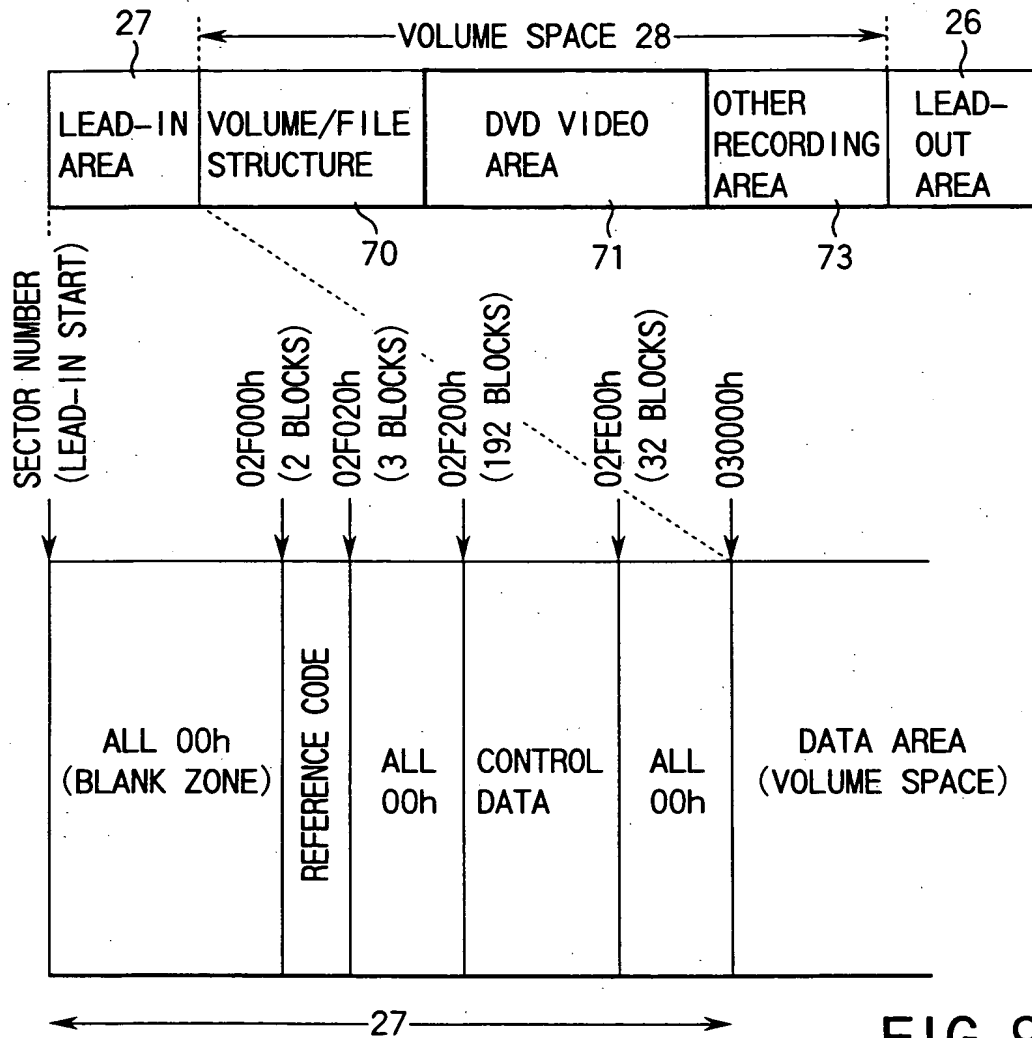 27
VOLUME SPACE 28
26
LEAD-IN
AREA
VOLUME/FILE
STRUCTURE
DVD VIDEO
AREA
OTHER
RECORDING
AREA
LEAD-
OUT
AREA
70
71
73
SECTOR NUMBER
(LEAD-IN START)
02F000h
(2 BLOCKS)
02F020h
(3 BLOCKS)
02F200h
(192 BLOCKS)
02FE00h
(32 BLOCKS)
030000h
ALL 00h
(BLANK ZONE)
REFERENCE CODE
ALL
00h
CONTROL
DATA
ALL
00h
DATA AREA
(VOLUME SPACE)
27
FIG. 9